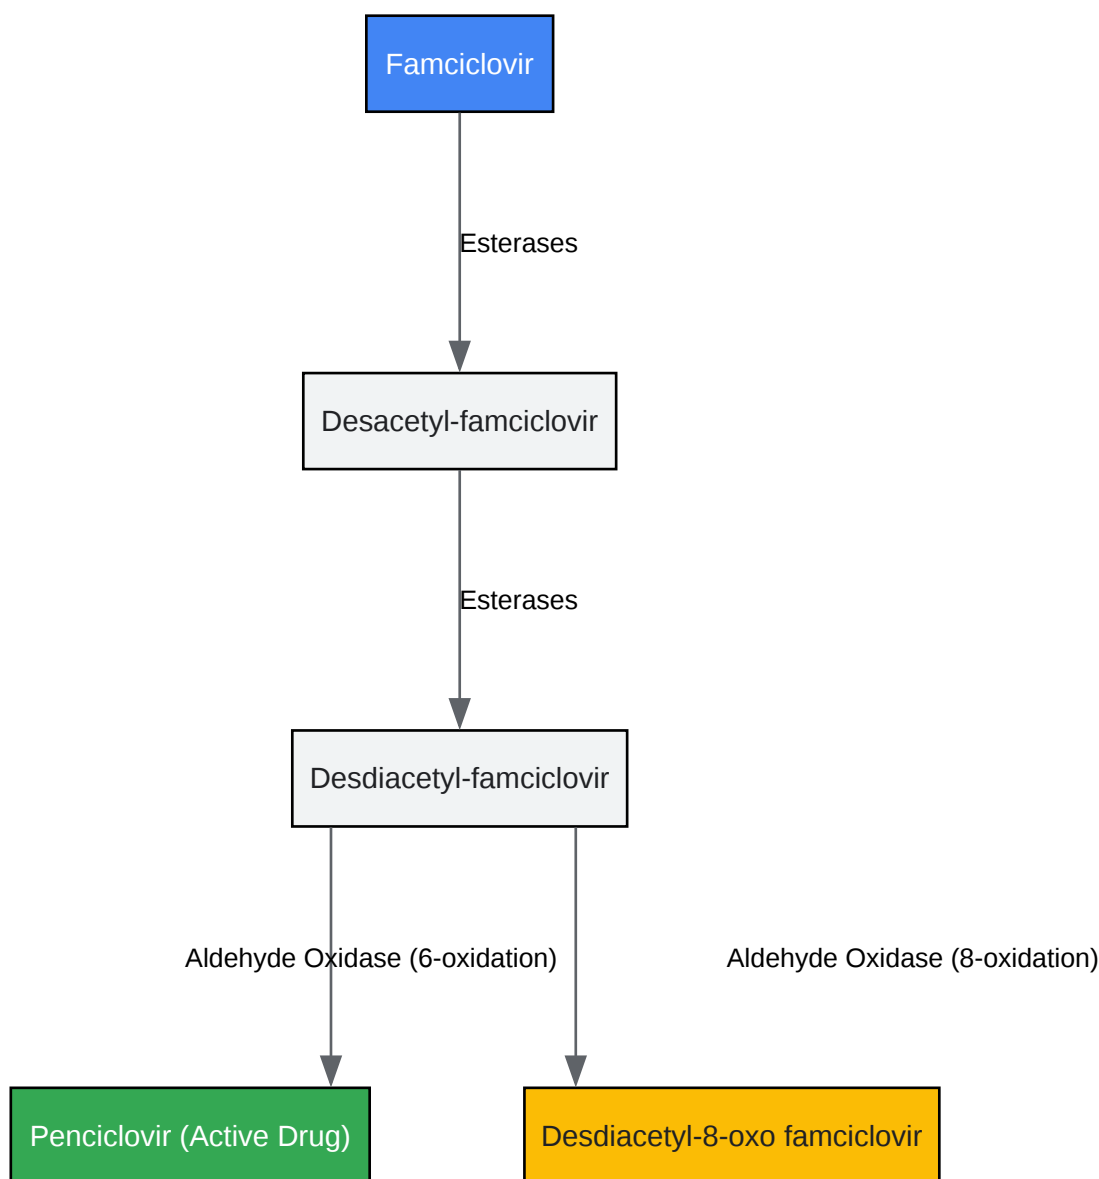 Famciclovir
Esterases
Desacetyl-famciclovir
Esterases
Desdiacetyl-famciclovir
Aldehyde Oxidase (6-oxidation)
Aldehyde Oxidase (8-oxidation)
Penciclovir (Active Drug)
Desdiacetyl-8-oxo famciclovir